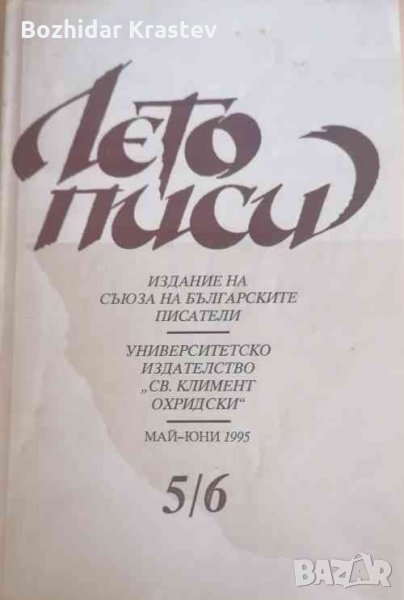 Bozhidar Krastev
Лето
писи
ИЗДАНИЕ НА
СЪЮЗА НА БЪЛГАРСКИТЕ
ПИСАТЕЛИ
УНИВЕРСИТЕТСКО
ИЗДАТЕЛСТВО
„СВ. КЛИМЕНТ
ОХРИДСКИ“
МАЙ–ЮНИ 1995
5/6
BAZAR